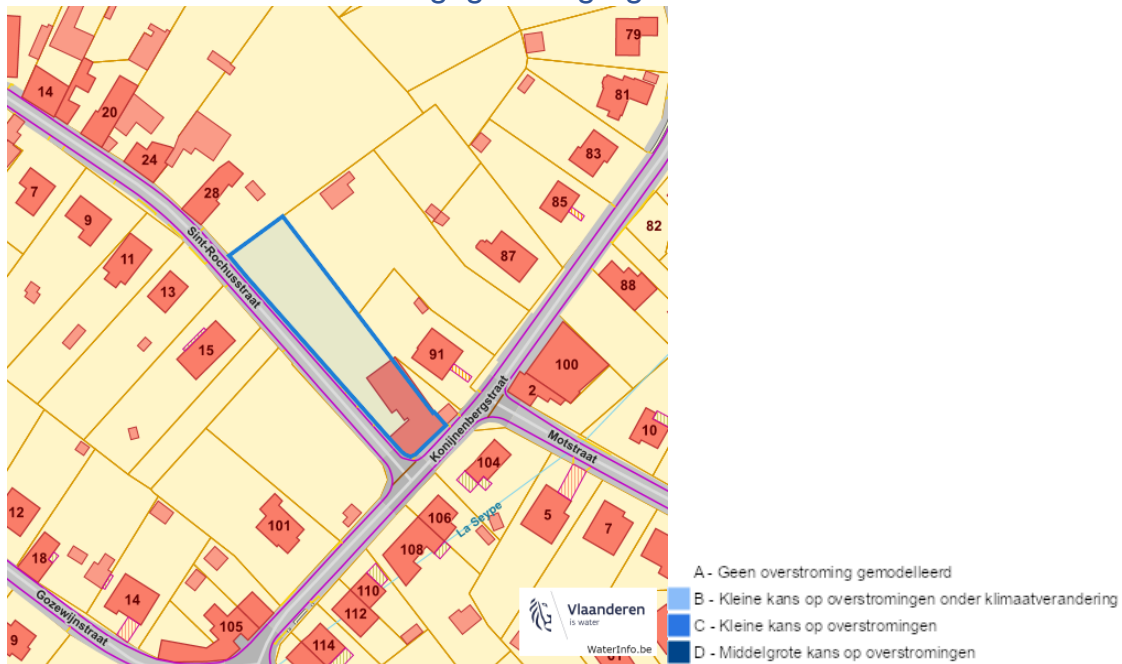 79
14
81
20
83
24
7
28
85
9
82
Sint-Rochusstraat
87
11
88
13
15
91
100
2
Konijnenbergstraat
10
Motstraat
104
12
La Seype
5
106
101
7
108
18
110
14
112
Gozewijnstraat
105
9
114
Vlaanderen
is water
WaterInfo.be
A - Geen overstroming gemodelleerd
B - Kleine kans op overstromingen onder klimaatverandering
C - Kleine kans op overstromingen
D - Middelgrote kans op overstromingen